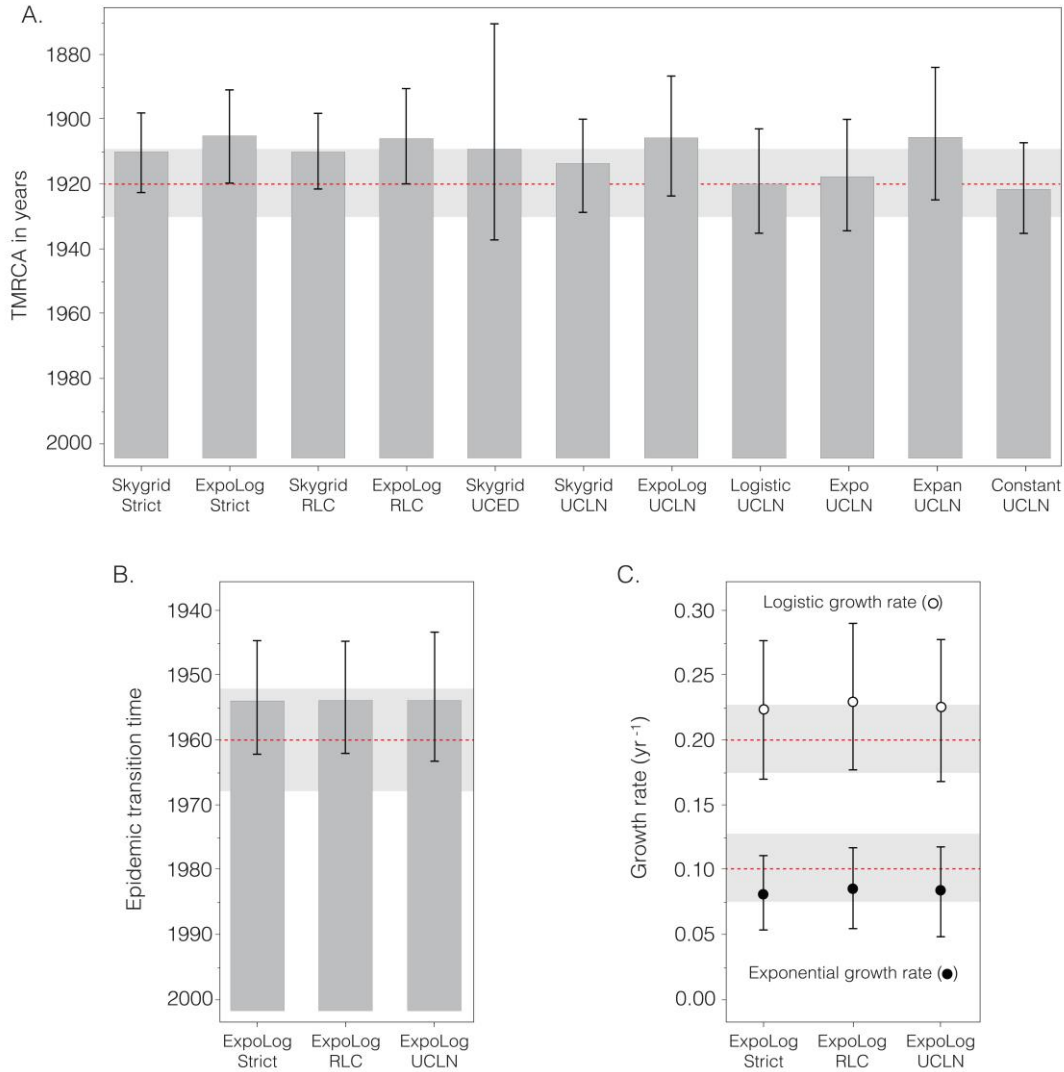 A.
TMRCA in years
1880
1900
1920
1940
1960
1980
2000
Skygrid Strict
ExpoLog Strict
Skygrid RLC
ExpoLog RLC
Skygrid UCED
Skygrid UCLN
ExpoLog UCLN
Logistic UCLN
Expo UCLN
Expan UCLN
Constant UCLN
B.
Epidemic transition time
1940
1950
1960
1970
1980
1990
2000
ExpoLog Strict
ExpoLog RLC
ExpoLog UCLN
C.
Growth rate (yr -1)
0.30
0.25
0.20
0.15
0.10
0.05
0.00
Logistic growth rate (○)
Exponential growth rate (●)
ExpoLog Strict
ExpoLog RLC
ExpoLog UCLN